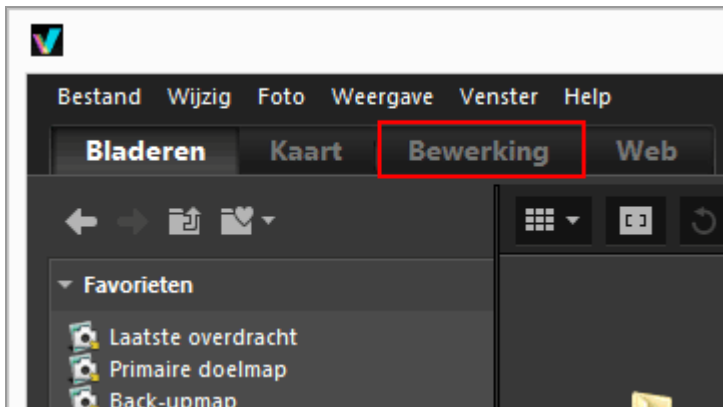 Bestand Wijzig Foto Weergave Venster Help
Bladeren Kaart Bewerking Web
Favorieten
Laatste overdracht
Primaire doelmap
Back-upmap